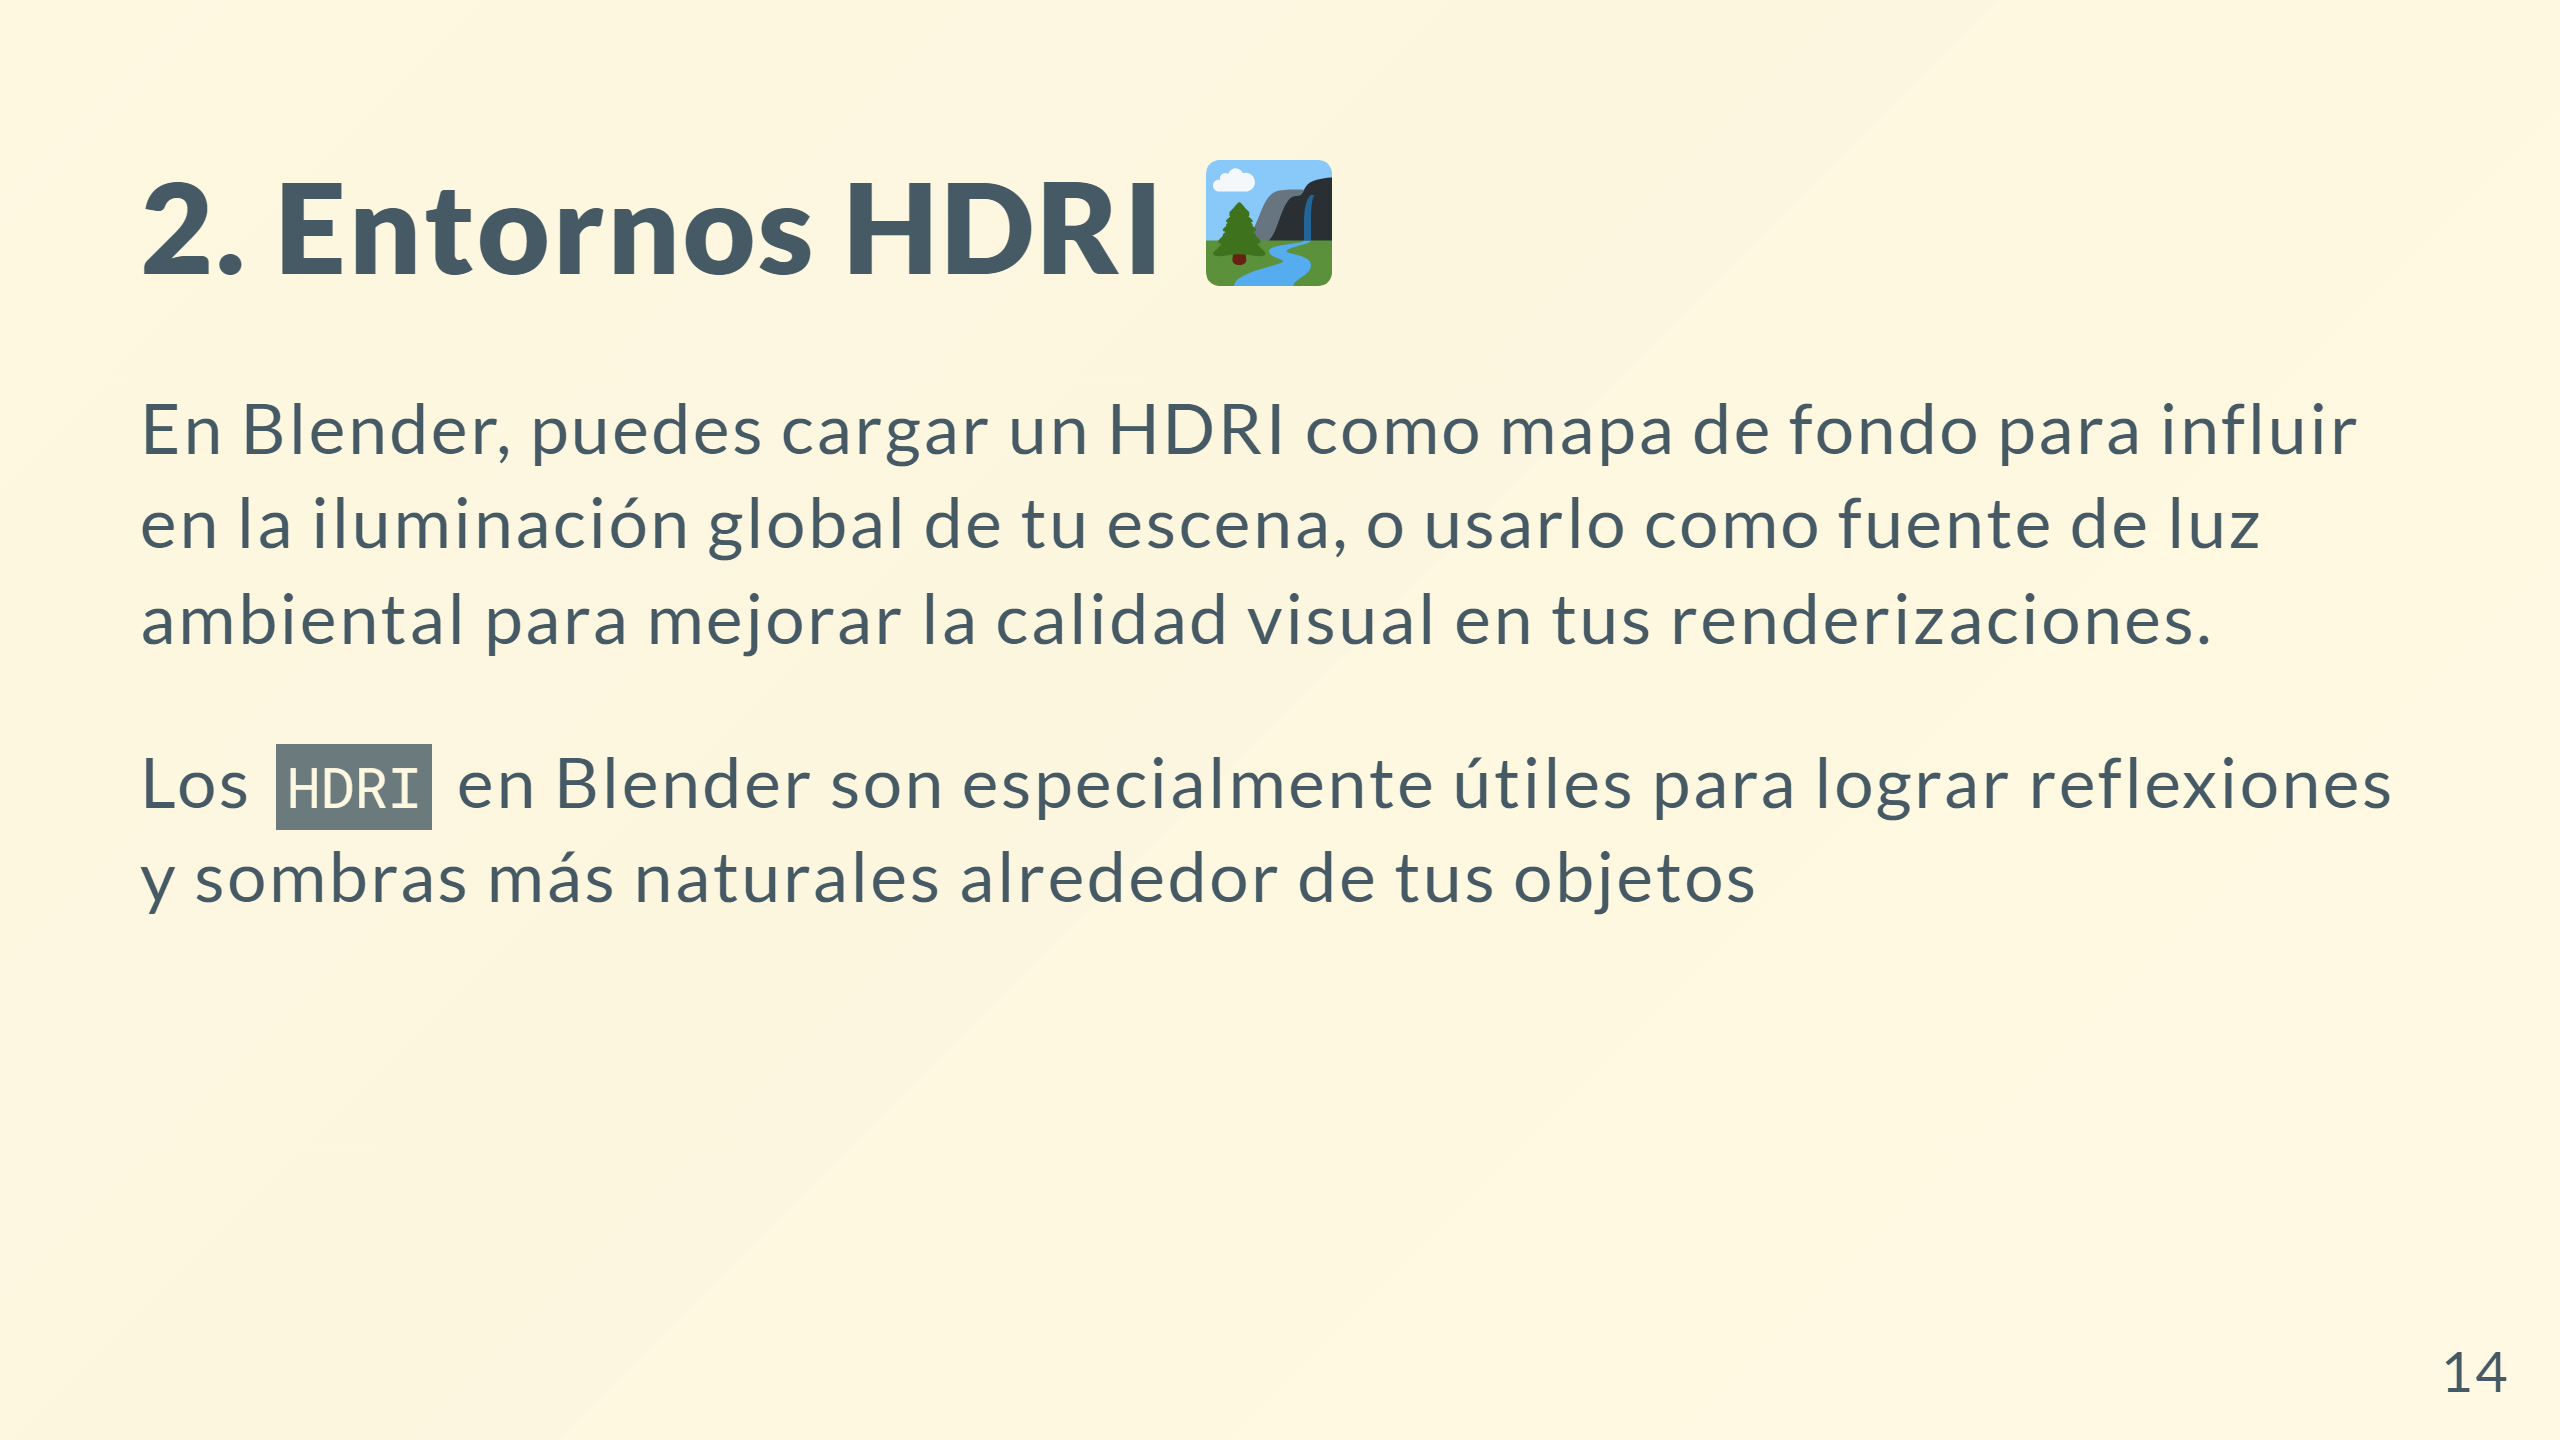 2. Entornos HDRI
En Blender, puedes cargar un HDRI como mapa de fondo para influir
en la iluminación global de tu escena, o usarlo como fuente de luz
ambiental para mejorar la calidad visual en tus renderizaciones.
Los HDRI en Blender son especialmente útiles para lograr reflexiones
y sombras más naturales alrededor de tus objetos
14